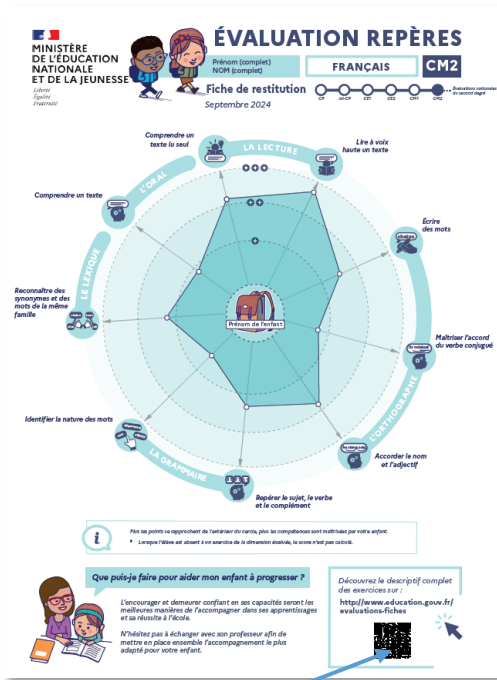 MINISTÈRE
DE L'ÉDUCATION
NATIONALE
ET DE LA JEUNESSE
Liberté
Égalité
Fraternité
ÉVALUATION REPÈRES
Prénom (complet)
NOM (complet)
FRANÇAIS
CM2
Fiche de restitution
CP
mi-CP
CE1
CE2
CM1
CM2
Évaluations nationales
du second degré
Septembre 2024
Comprendre un
texte lu seul
LA LECTURE
Lire à voix
haute un texte
L'ORAL
Comprendre un texte
Écrire
des mots
LE LEXIQUE
Reconnaître des
synonymes et des
mots de la même
famille
Prénom de l'enfant
Maîtriser l'accord
du verbe conjugué
L'ORTHOGRAPHE
Identifier la nature des mots
Accorder le nom
et l'adjectif
LA GRAMMAIRE
Repérer le sujet, le verbe
et le complément
i
Plus les points se rapprochent de l'extérieur du cercle, plus les compétences sont maîtrisées par votre enfant.
* Lorsque l'élève est absent à un exercice de la dimension évaluée, le score n'est pas calculé.
Que puis-je faire pour aider mon enfant à progresser ?
L'encourager et demeurer confiant en ses capacités seront les
meilleures manières de l'accompagner dans ses apprentissages
et sa réussite à l'école.
N'hésitez pas à échanger avec son professeur afin de
mettre en place ensemble l'accompagnement le plus
adapté pour votre enfant.
Découvrez le descriptif complet
des exercices sur :
http://www.education.gouv.fr/
evaluations-fiches